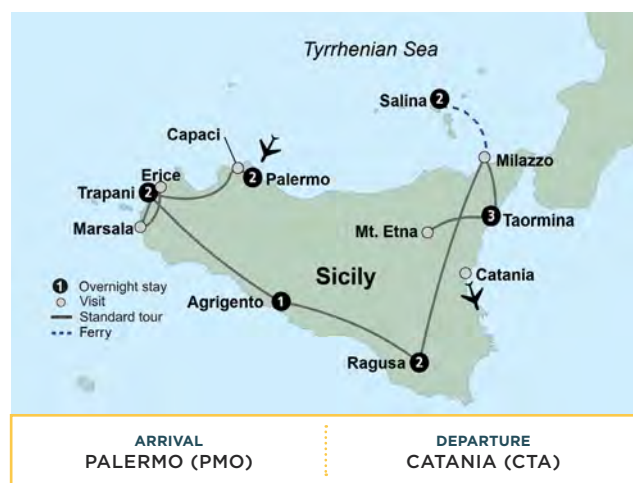 Tyrrhenian Sea
Salina 2
Capaci
Milazzo
Erice
2 Palermo
Trapani 2
3 Taormina
Marsala
Mt. Etna
Sicily
Catania
1 Overnight stay
Visit
Agrigento 1
Standard tour
Ferry
Ragusa 2
ARRIVAL
PALERMO (PMO)
DEPARTURE
CATANIA (CTA)